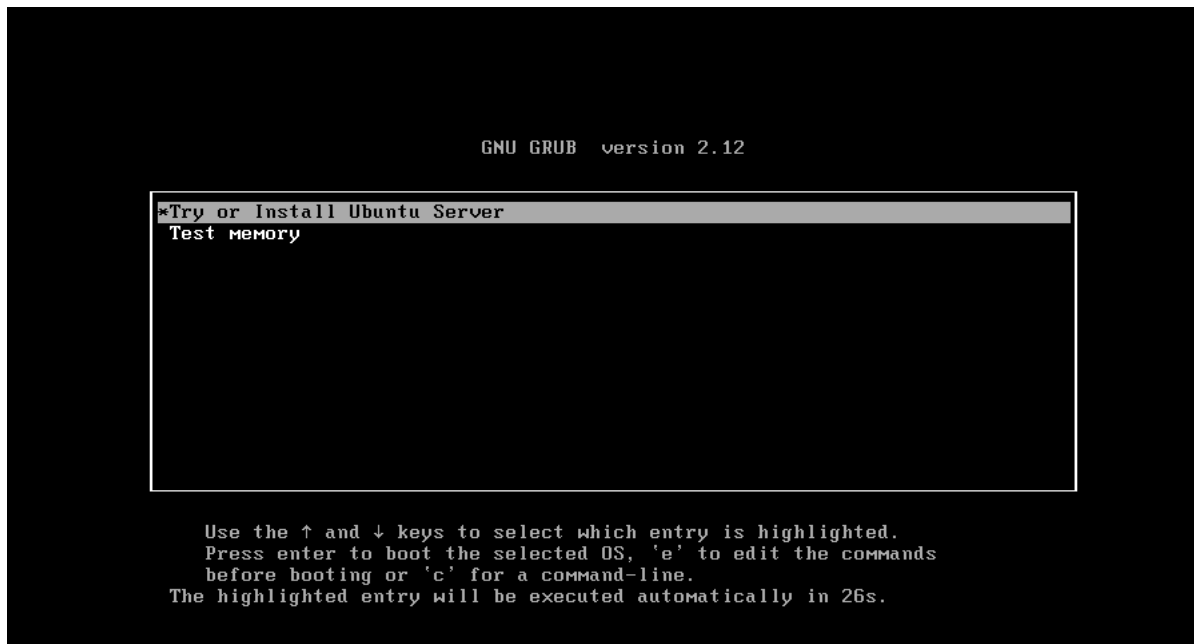 GNU GRUB  version 2.12
*Try or Install Ubuntu Server
Test memory
Use the ↑ and ↓ keys to select which entry is highlighted.
Press enter to boot the selected OS, `e' to edit the commands
before booting or `c' for a command-line.
The highlighted entry will be executed automatically in 26s.